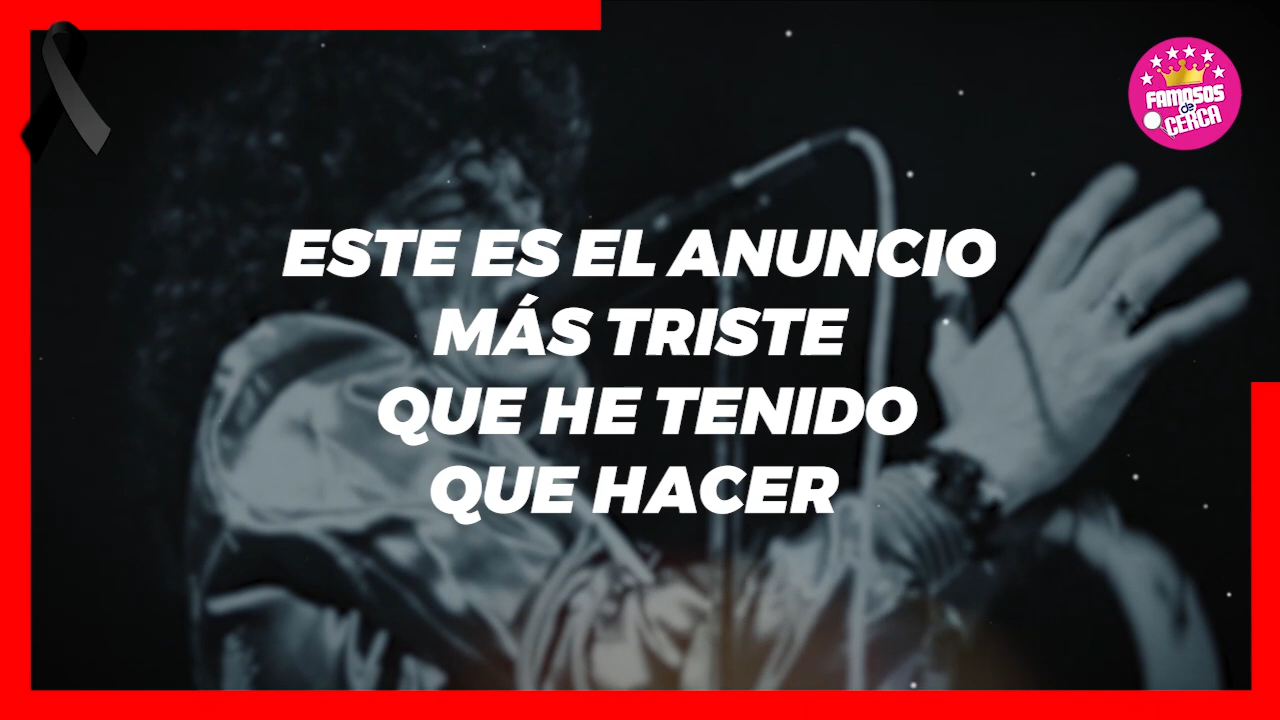 FAMOSOS
de
CERCA
ESTE ES EL ANUNCIO
MÁS TRISTE
QUE HE TENIDO
QUE HACER